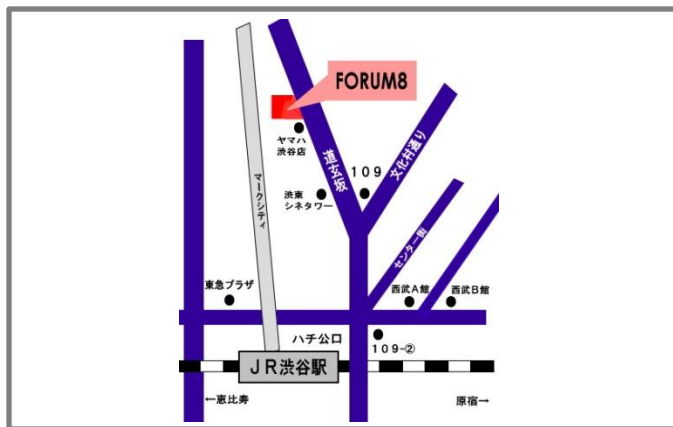 FORUM8
ヤマハ
渋谷店
道玄坂
109
文化村通り
マークシティ
渋東
シネタワー
センター街
東急プラザ
西武A館
西武B館
ハチ公口
109-②
JR渋谷駅
←恵比寿
原宿→